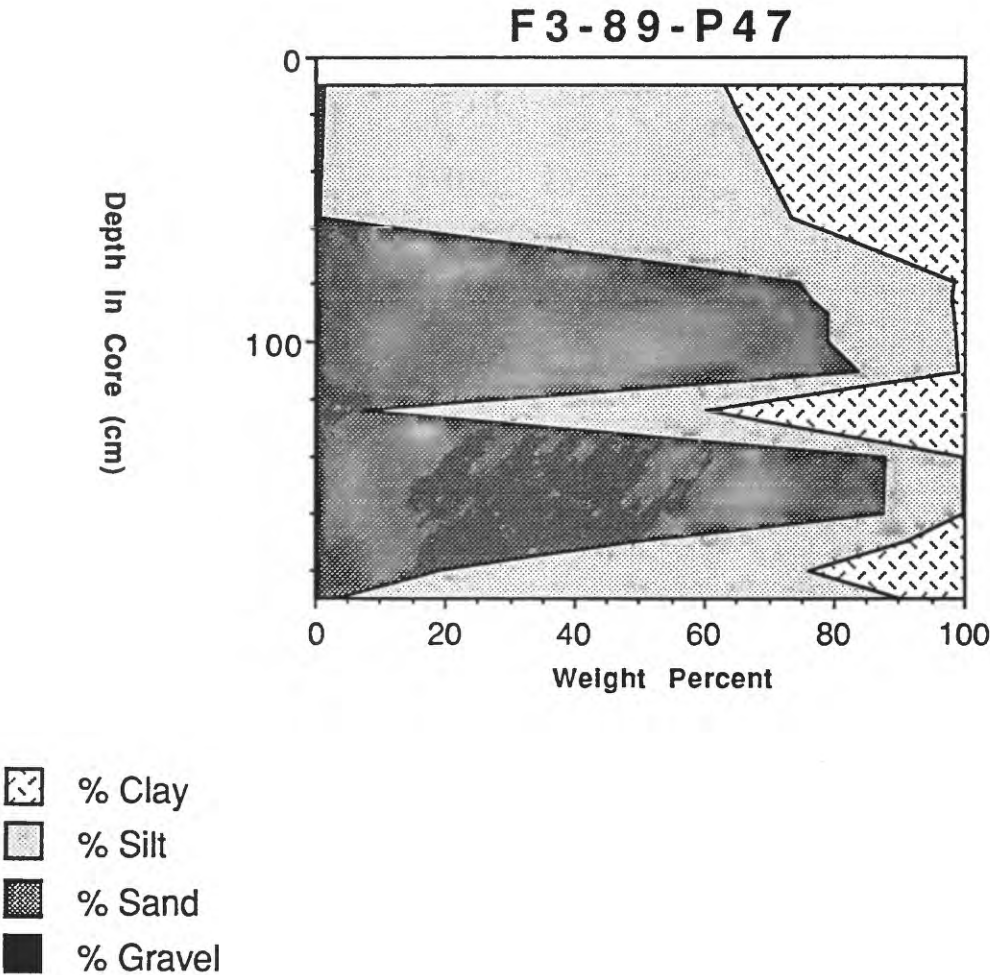 F3-89-P47
0
100
Depth In Core (cm)
0 20 40 60 80 100
Weight Percent
% Clay
% Silt
% Sand
% Gravel